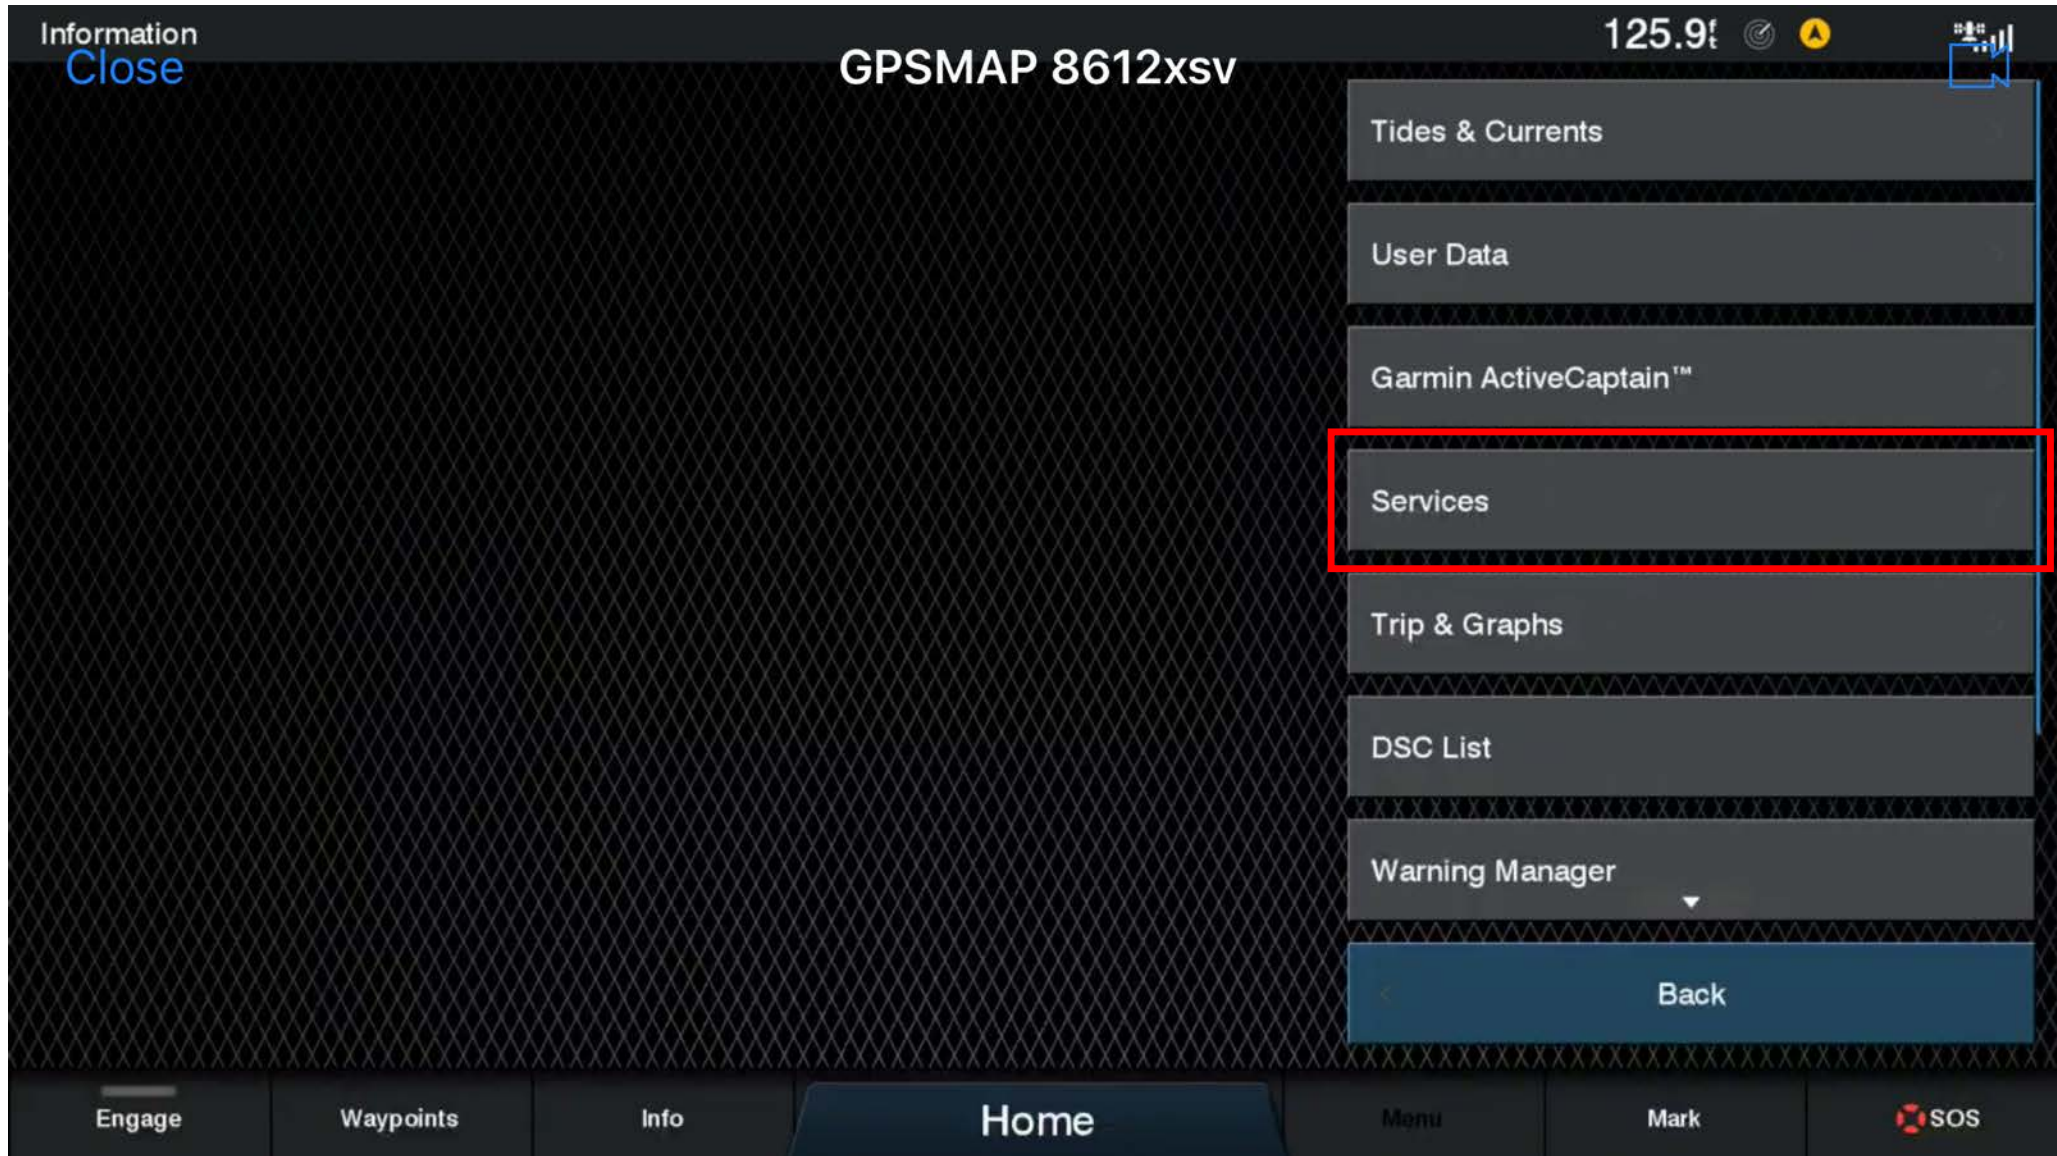 Information
Close
GPSMAP 8612xsv
125.9ft
Tides & Currents
User Data
Garmin ActiveCaptain™
Services
Trip & Graphs
DSC List
Warning Manager
Back
Engage
Waypoints
Info
Home
Menu
Mark
SOS